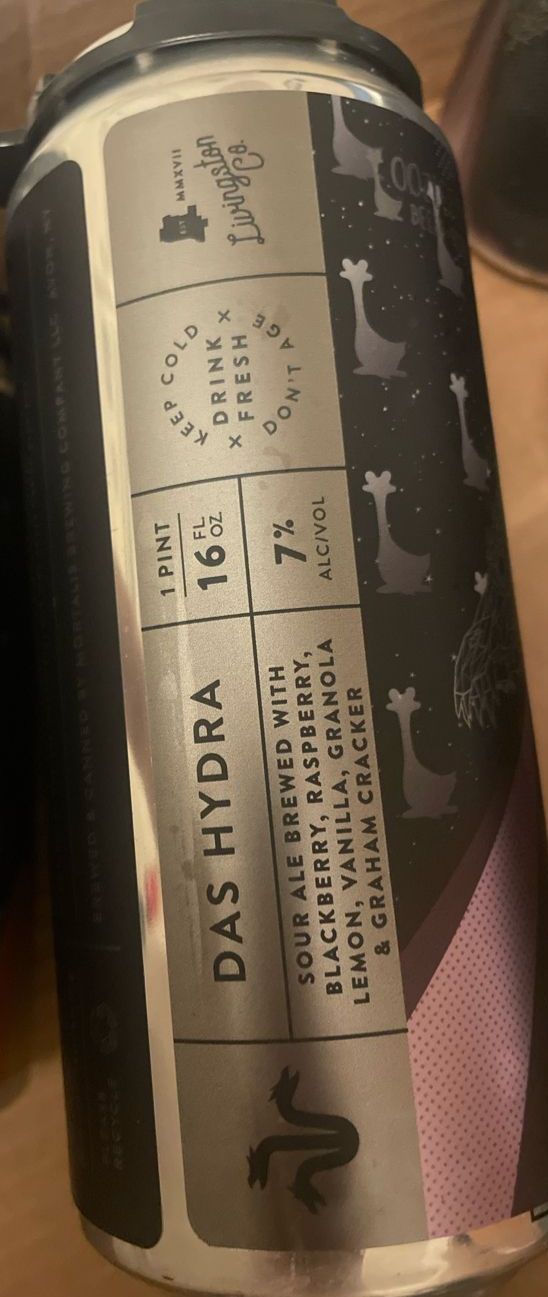 MMXVII
EST
Livingston
Co.
KEEP COLD
x DRINK x
FRESH
DON'T AGE
1 PINT
16 FL OZ
7%
ALC/VOL
DAS HYDRA
SOUR ALE BREWED WITH
BLACKBERRY, RASPBERRY,
LEMON, VANILLA, GRANOLA
& GRAHAM CRACKER
BREWED & CANNED BY MORTALIS BREWING COMPANY LLC AVON, NY
PLEASE
RECYCLE